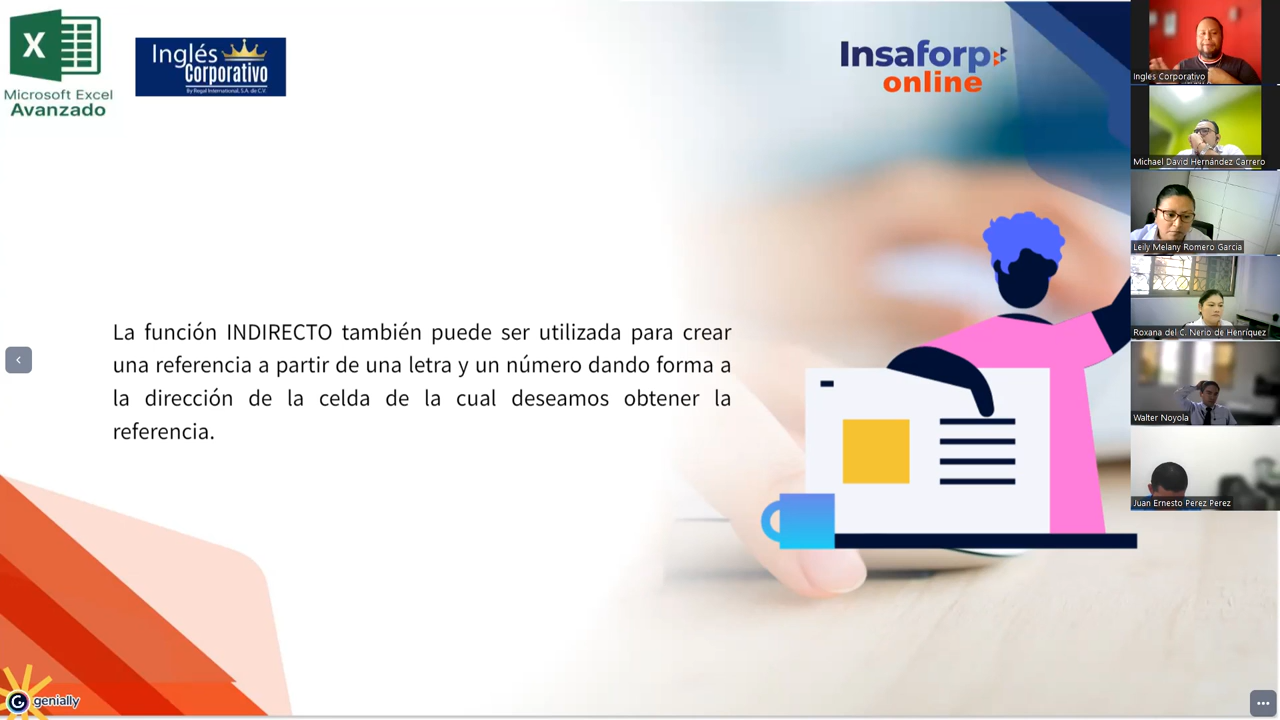 X
Microsoft Excel
Avanzado
Inglés
Corporativo
By Regal International, S.A. de C.V.
Insaforp
online
La función INDIRECTO también puede ser utilizada para crear
una referencia a partir de una letra y un número dando forma a
la dirección de la celda de la cual deseamos obtener la
referencia.
Ingles Corporativo
Michael David Hernández Carrero
Leily Melany Romero Garcia
Roxana del C. Nerio de Henríquez
Walter Noyola
Juan Ernesto Perez Perez
genially